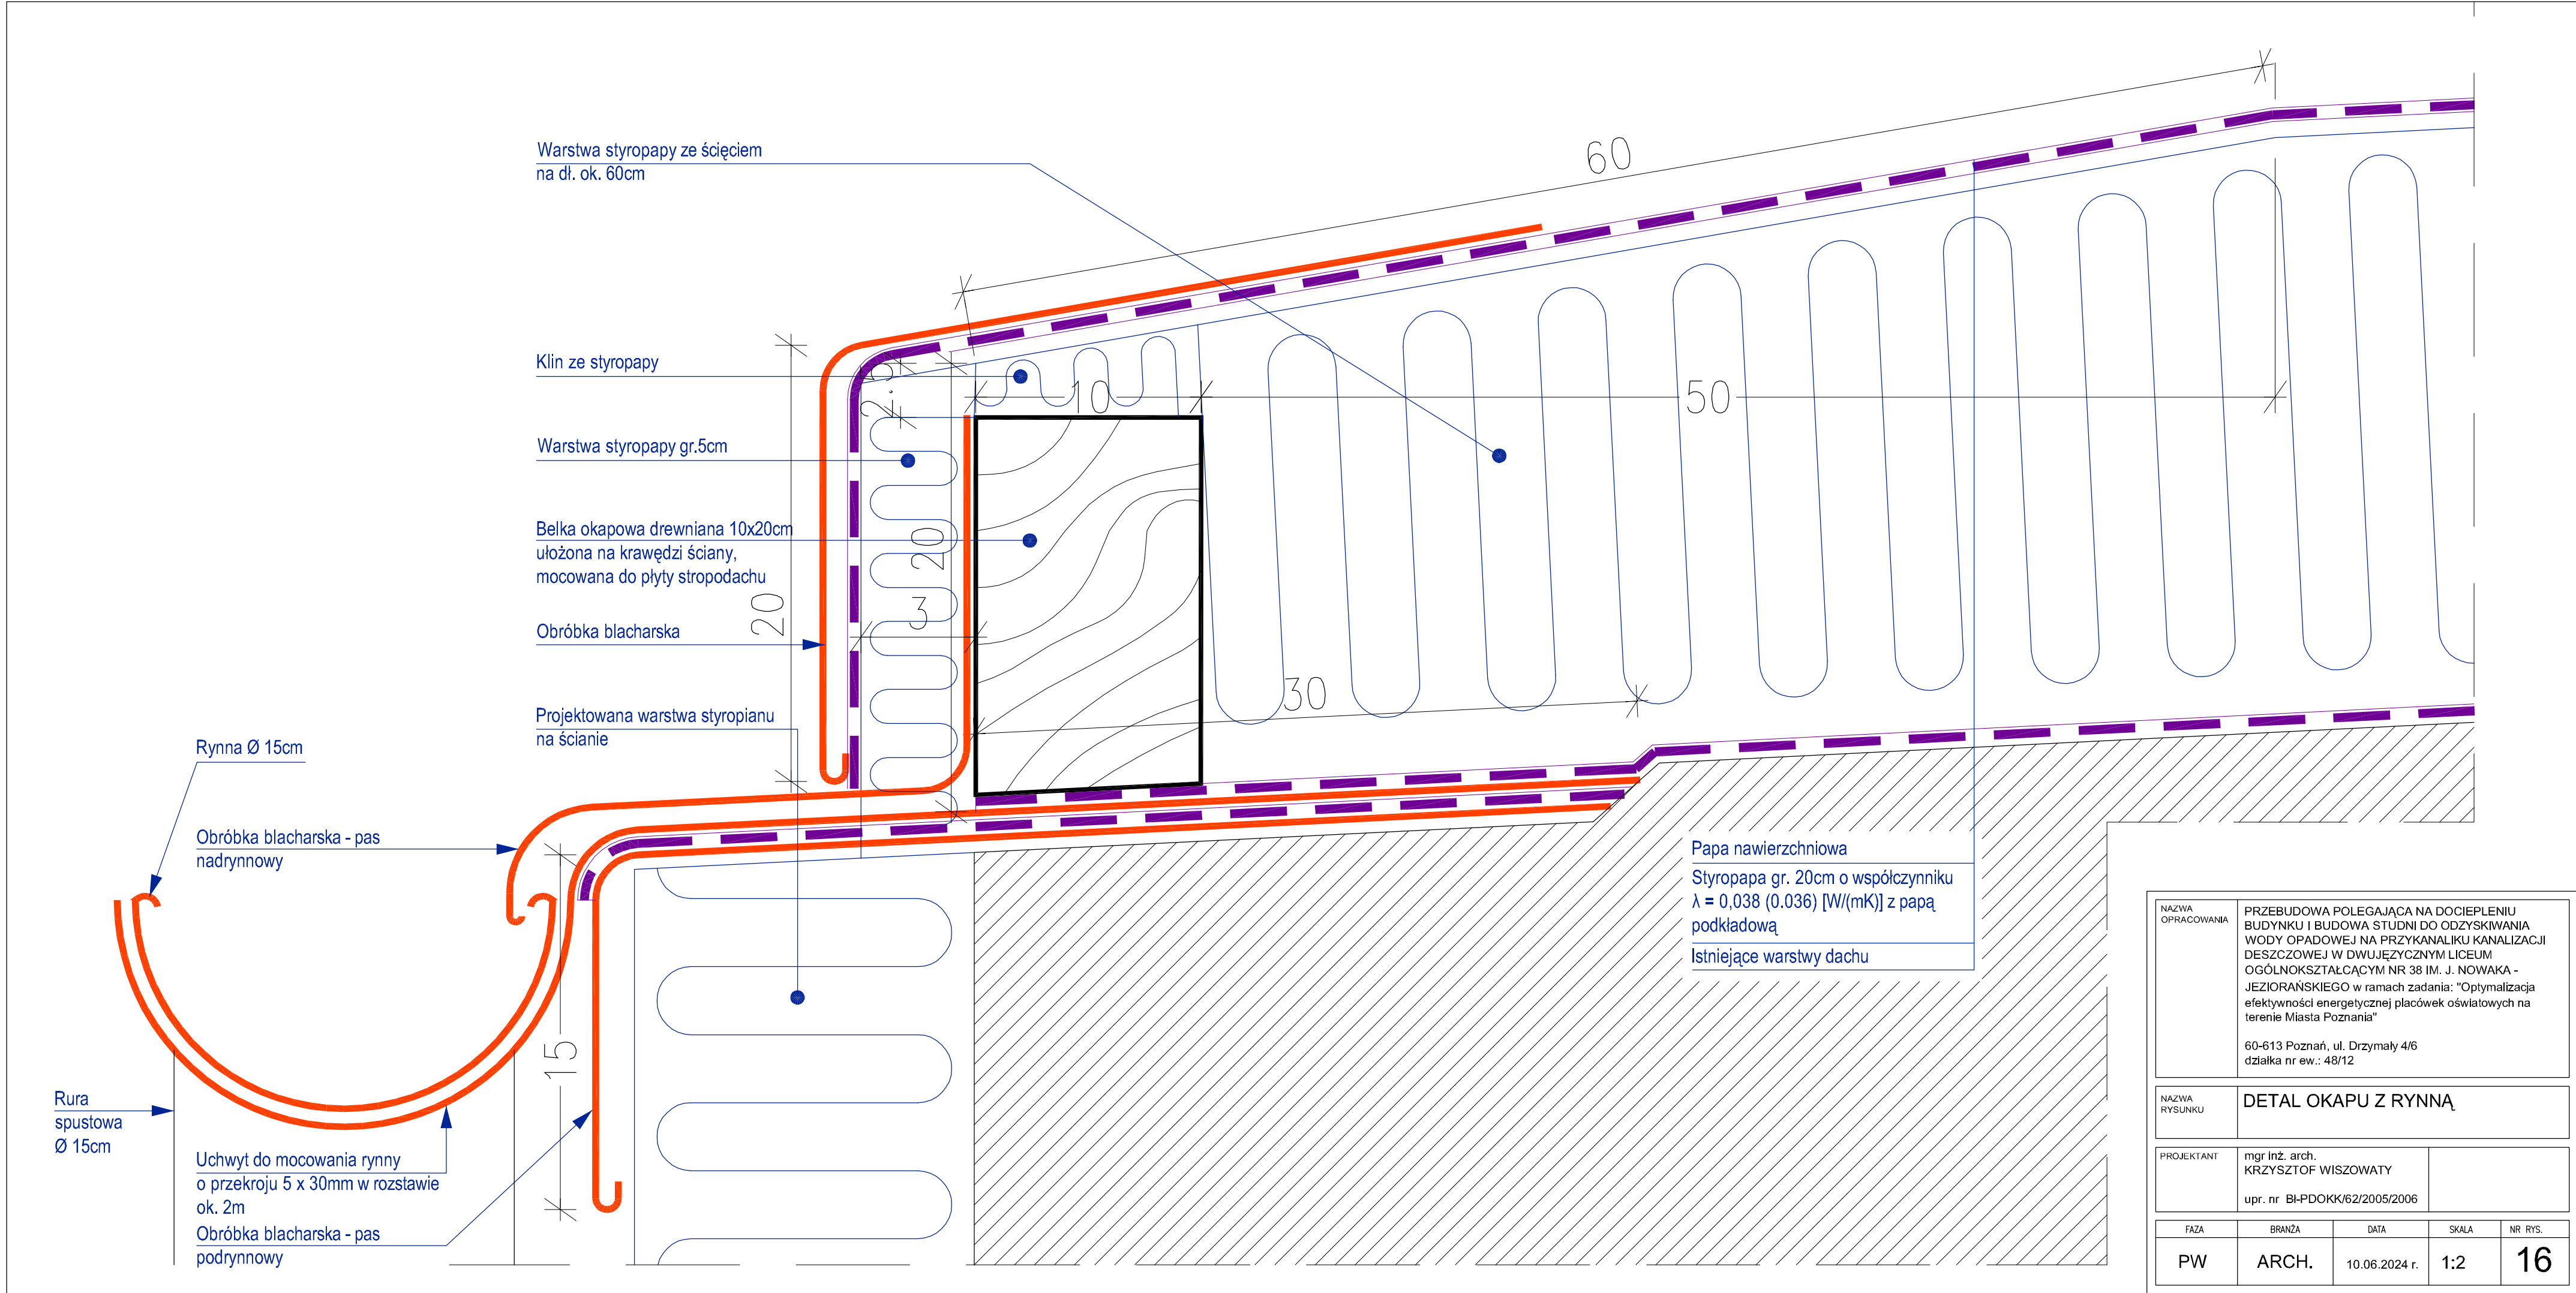 Warstwa styropapy ze ścięciem
na dł. ok. 60cm
60
Klin ze styropapy
2.5
10
50
Warstwa styropapy gr.5cm
Belka okapowa drewniana 10x20cm
ułożona na krawędzi ściany,
mocowana do płyty stropodachu
20
20
3
Obróbka blacharska
30
Projektowana warstwa styropianu
na ścianie
Rynna Ø 15cm
Obróbka blacharska - pas
nadrynnowy
15
Rura
spustowa
Ø 15cm
Uchwyt do mocowania rynny
o przekroju 5 x 30mm w rozstawie
ok. 2m
Obróbka blacharska - pas
podrynnowy
Papa nawierzchniowa
Styropapa gr. 20cm o współczynniku
λ = 0,038 (0.036) [W/(mK)] z papą
podkładową
Istniejące warstwy dachu
NAZWA
OPRACOWANIA
PRZEBUDOWA POLEGAJĄCA NA DOCIEPLENIU
BUDYNKU I BUDOWA STUDNI DO ODZYSKIWANIA
WODY OPADOWEJ NA PRZYKANALIKU KANALIZACJI
DESZCZOWEJ W DWUJĘZYCZNYM LICEUM
OGÓLNOKSZTAŁCĄCYM NR 38 IM. J. NOWAKA -
JEZIORAŃSKIEGO w ramach zadania: "Optymalizacja
efektywności energetycznej placówek oświatowych na
terenie Miasta Poznania"
60-613 Poznań, ul. Drzymały 4/6
działka nr ew.: 48/12
NAZWA
RYSUNKU
DETAL OKAPU Z RYNNĄ
PROJEKTANT
mgr inż. arch.
KRZYSZTOF WISZOWATY
upr. nr BŁ-PDOKK/62/2005/2006
FAZA BRANŻA DATA SKALA NR RYS.
PW ARCH. 10.06.2024 r. 1:2 16